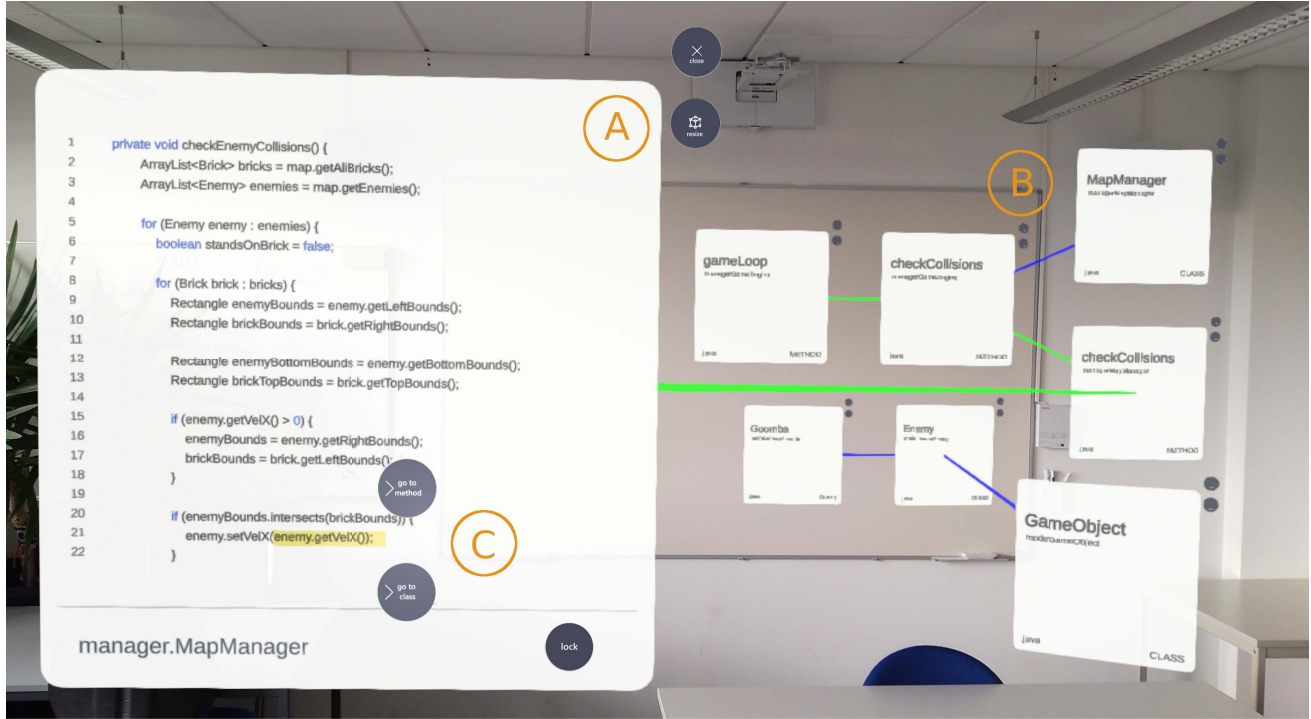 close
resize
A
B
C
1 private void checkEnemyCollisions() {
2 ArrayList<Brick> bricks = map.getAllBricks();
3 ArrayList<Enemy> enemies = map.getEnemies();
4
5 for (Enemy enemy : enemies) {
6 boolean standsOnBrick = false;
7
8 for (Brick brick : bricks) {
9 Rectangle enemyBounds = enemy.getLeftBounds();
10 Rectangle brickBounds = brick.getRightBounds();
11
12 Rectangle enemyBottomBounds = enemy.getBottomBounds();
13 Rectangle brickTopBounds = brick.getTopBounds();
14
15 if (enemy.getVelX() > 0) {
16 enemyBounds = enemy.getRightBounds();
17 brickBounds = brick.getLeftBounds();
18 }
19
20 if (enemyBounds.intersects(brickBounds)) {
21 enemy.setVelX(enemy.getVelX());
22 }
go to
method
go to
class
manager.MapManager
lock
gameLoop
java METHOD
checkCollisions
java METHOD
MapManager
java CLASS
checkCollisions
java METHOD
Goomba
java CLASS
Enemy
java CLASS
GameObject
java
CLASS